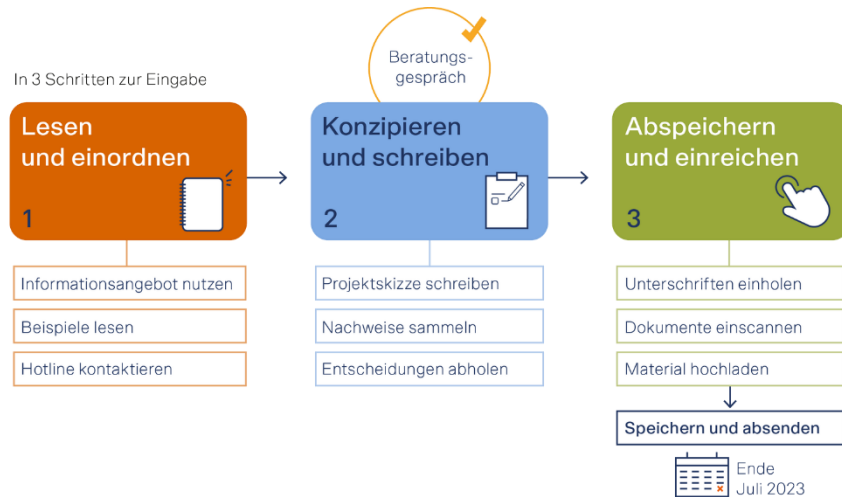 In 3 Schritten zur Eingabe
Beratungs-
gespräch
Lesen
und einordnen
1
Konzipieren
und schreiben
2
Abspeichern
und einreichen
3
Informationsangebot nutzen
Beispiele lesen
Hotline kontaktieren
Projektskizze schreiben
Nachweise sammeln
Entscheidungen abholen
Unterschriften einholen
Dokumente einscannen
Material hochladen
Speichern und absenden
Ende
Juli 2023